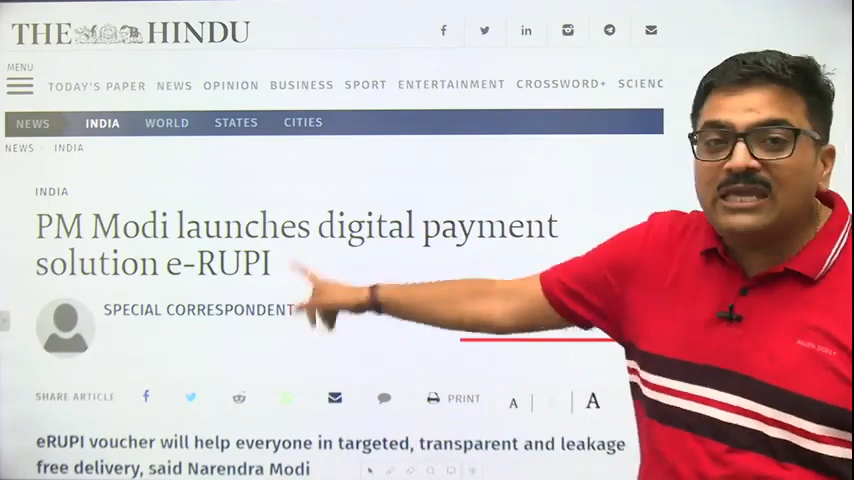 THE HINDU
MENU
TODAY'S PAPER NEWS OPINION BUSINESS SPORT ENTERTAINMENT CROSSWORD+ SCIENC
NEWS INDIA WORLD STATES CITIES
NEWS INDIA
INDIA
PM Modi launches digital payment
solution e-RUPI
SPECIAL CORRESPONDENT
SHARE ARTICLE PRINT A A
eRUPI voucher will help everyone in targeted, transparent and leakage
free delivery, said Narendra Modi